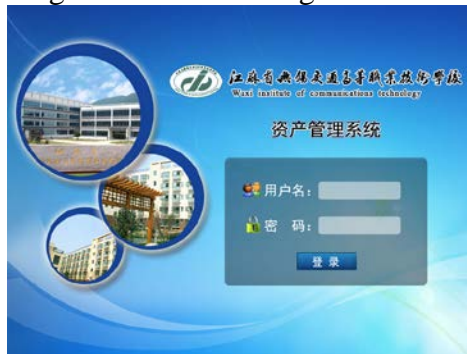 江苏省无锡交通高等职业技术学校
Wuxi institute of communications technology
资产管理系统
用户名：
密 码：
登 录